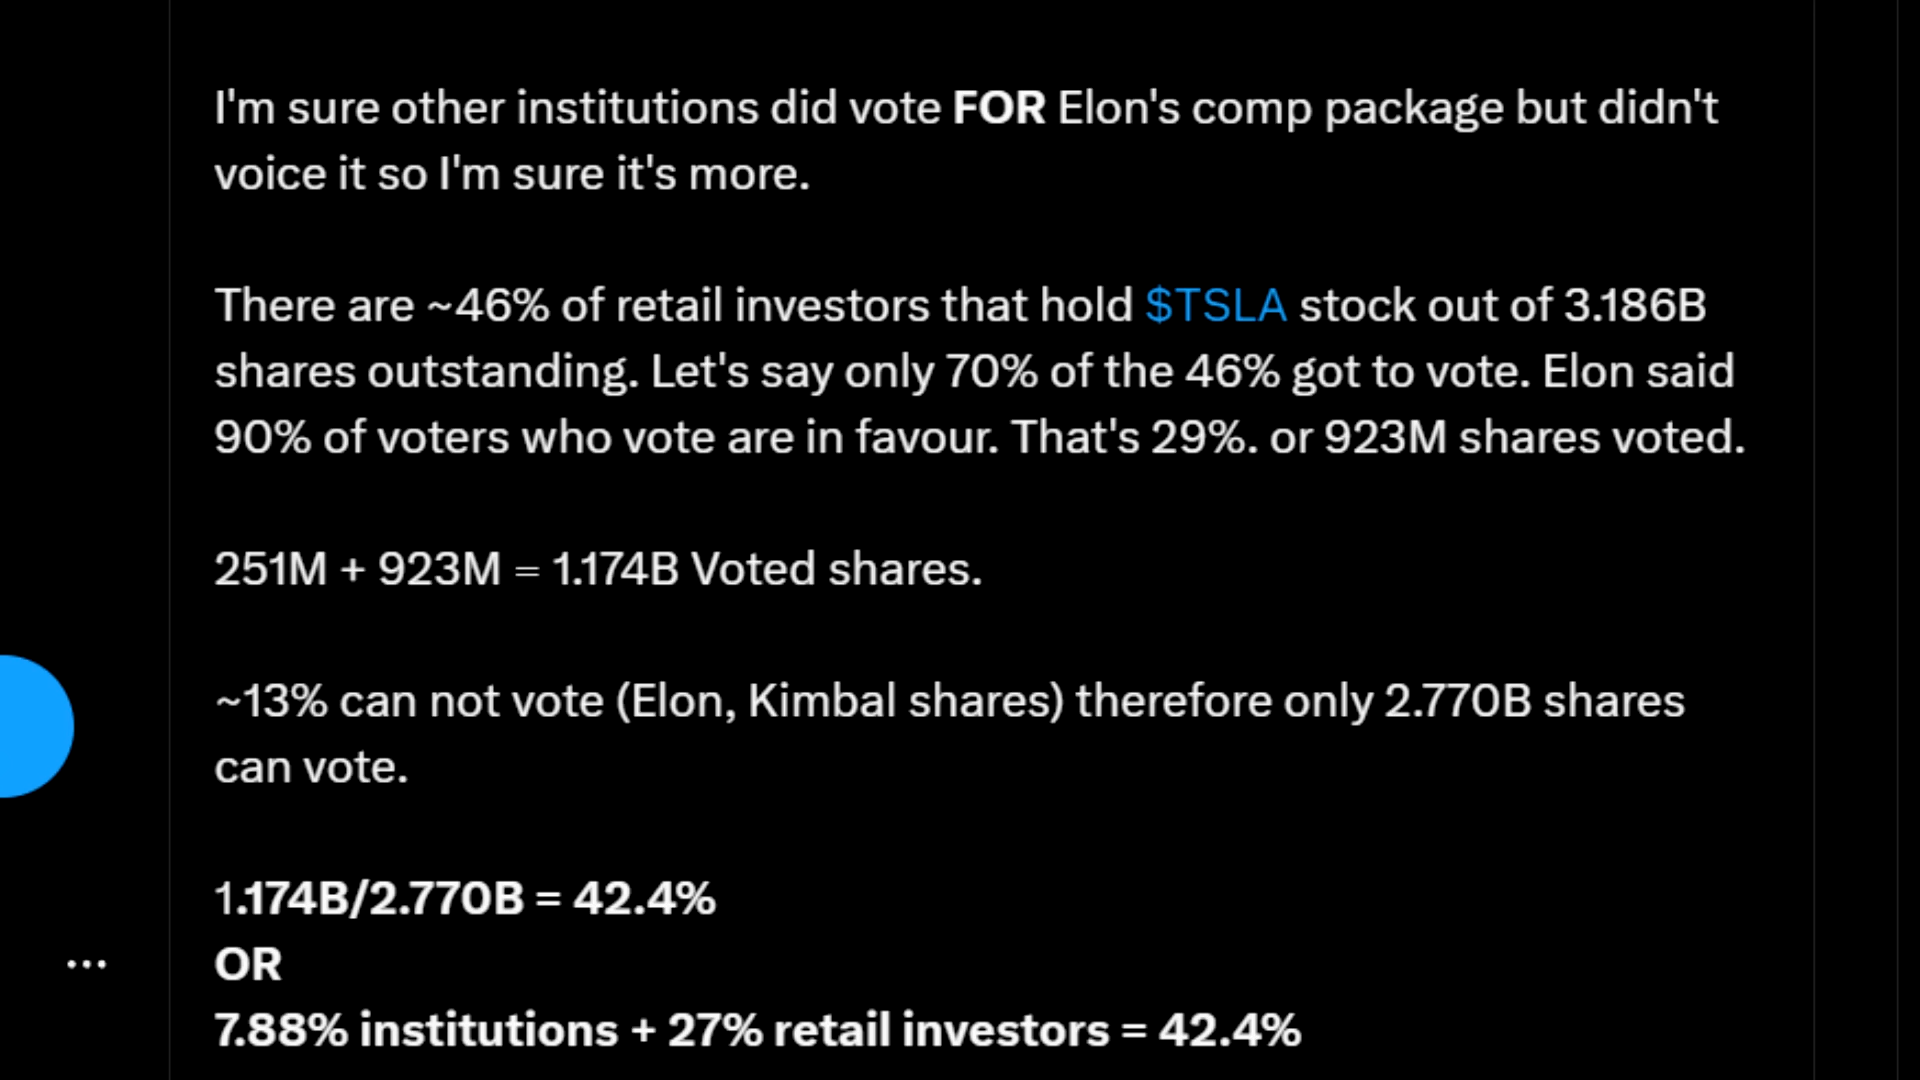 I'm sure other institutions did vote FOR Elon's comp package but didn't
voice it so I'm sure it's more.
There are ~46% of retail investors that hold $TSLA stock out of 3.186B
shares outstanding. Let's say only 70% of the 46% got to vote. Elon said
90% of voters who vote are in favour. That's 29%. or 923M shares voted.
251M + 923M = 1.174B Voted shares.
~13% can not vote (Elon, Kimbal shares) therefore only 2.770B shares
can vote.
1.174B/2.770B = 42.4%
OR
7.88% institutions + 27% retail investors = 42.4%